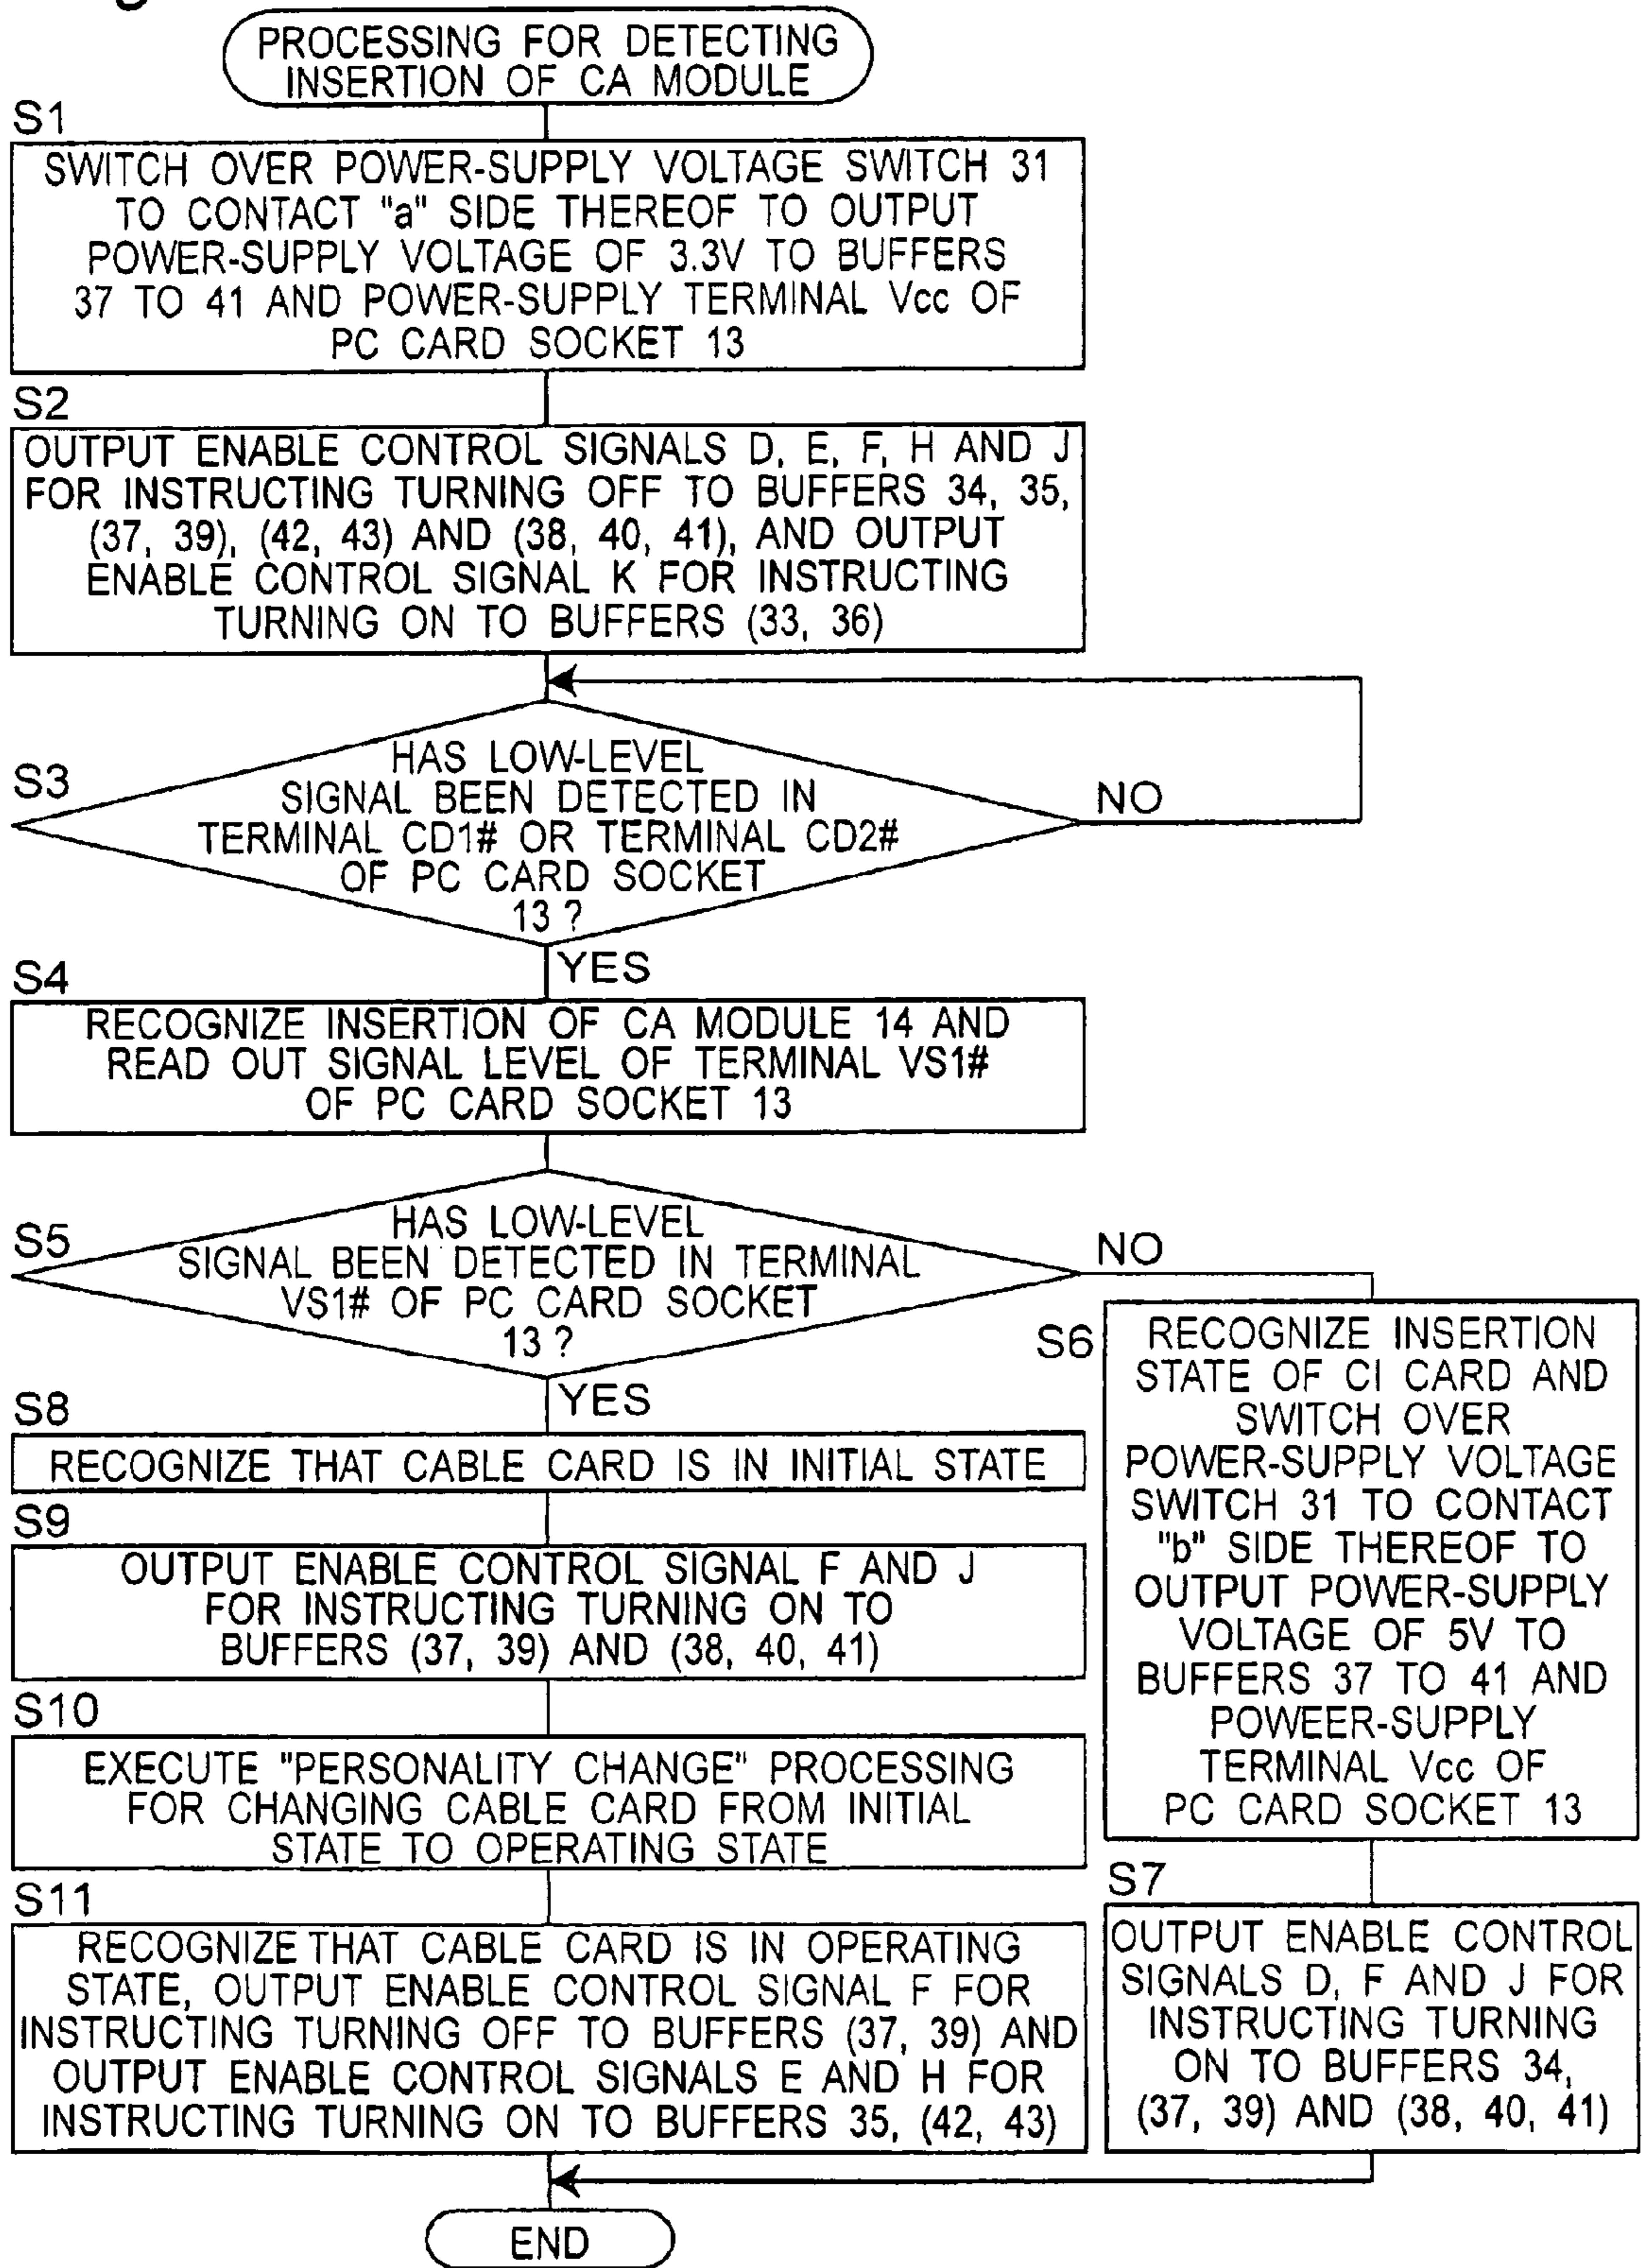 PROCESSING FOR DETECTING
INSERTION OF CA MODULE
S1
SWITCH OVER POWER-SUPPLY VOLTAGE SWITCH 31
TO CONTACT "a" SIDE THEREOF TO OUTPUT
POWER-SUPPLY VOLTAGE OF 3.3V TO BUFFERS
37 TO 41 AND POWER-SUPPLY TERMINAL Vcc OF
PC CARD SOCKET 13
S2
OUTPUT ENABLE CONTROL SIGNALS D, E, F, H AND J
FOR INSTRUCTING TURNING OFF TO BUFFERS 34, 35,
(37, 39), (42, 43) AND (38, 40, 41), AND OUTPUT
ENABLE CONTROL SIGNAL K FOR INSTRUCTING
TURNING ON TO BUFFERS (33, 36)
S3
HAS LOW-LEVEL
SIGNAL BEEN DETECTED IN
TERMINAL CD1# OR TERMINAL CD2#
OF PC CARD SOCKET
13 ?
NO
YES
S4
RECOGNIZE INSERTION OF CA MODULE 14 AND
READ OUT SIGNAL LEVEL OF TERMINAL VS1#
OF PC CARD SOCKET 13
S5
HAS LOW-LEVEL
SIGNAL BEEN DETECTED IN TERMINAL
VS1# OF PC CARD SOCKET
13 ?
NO
YES
S6
RECOGNIZE INSERTION
STATE OF CI CARD AND
SWITCH OVER
POWER-SUPPLY VOLTAGE
SWITCH 31 TO CONTACT
"b" SIDE THEREOF TO
OUTPUT POWER-SUPPLY
VOLTAGE OF 5V TO
BUFFERS 37 TO 41 AND
POWEER-SUPPLY
TERMINAL Vcc OF
PC CARD SOCKET 13
S7
OUTPUT ENABLE CONTROL
SIGNALS D, F AND J FOR
INSTRUCTING TURNING
ON TO BUFFERS 34,
(37, 39) AND (38, 40, 41)
S8
RECOGNIZE THAT CABLE CARD IS IN INITIAL STATE
S9
OUTPUT ENABLE CONTROL SIGNAL F AND J
FOR INSTRUCTING TURNING ON TO
BUFFERS (37, 39) AND (38, 40, 41)
S10
EXECUTE "PERSONALITY CHANGE" PROCESSING
FOR CHANGING CABLE CARD FROM INITIAL
STATE TO OPERATING STATE
S11
RECOGNIZE THAT CABLE CARD IS IN OPERATING
STATE, OUTPUT ENABLE CONTROL SIGNAL F FOR
INSTRUCTING TURNING OFF TO BUFFERS (37, 39) AND
OUTPUT ENABLE CONTROL SIGNALS E AND H FOR
INSTRUCTING TURNING ON TO BUFFERS 35, (42, 43)
END